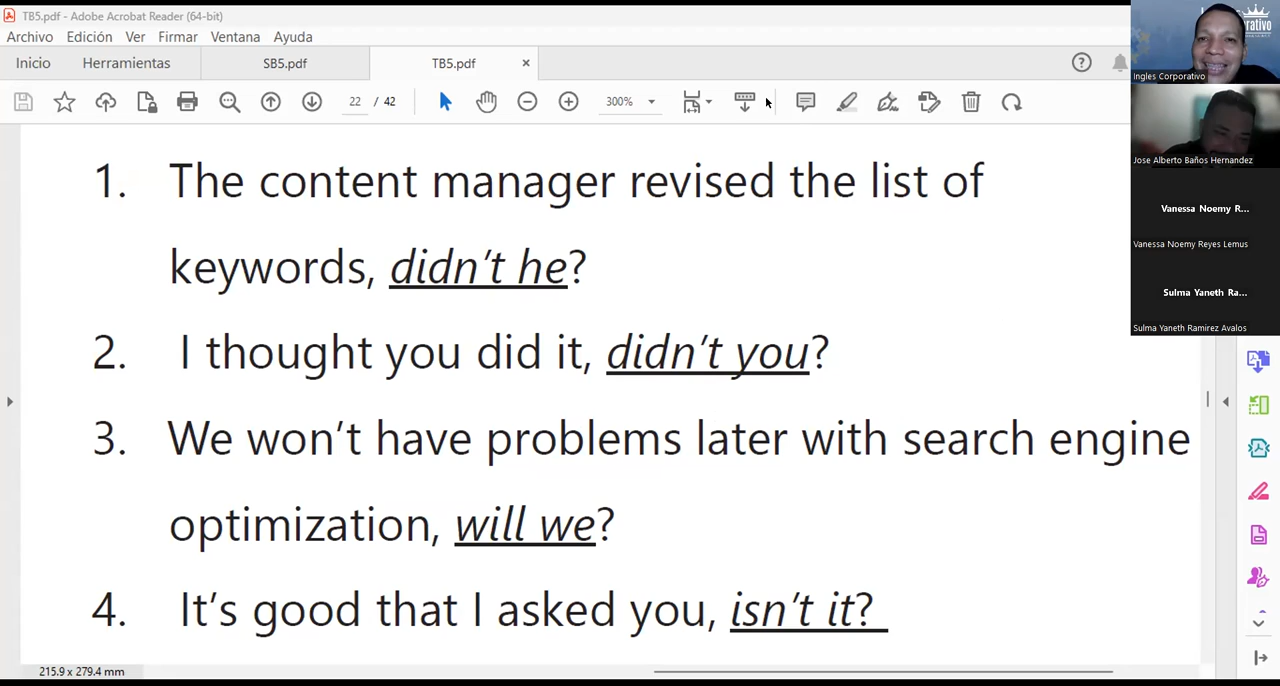 TB5.pdf - Adobe Acrobat Reader (64-bit)
Archivo Edición Ver Firmar Ventana Ayuda
Inicio Herramientas SB5.pdf TB5.pdf ×
22 / 42 300%
1. The content manager revised the list of
keywords, didn't he?
2. I thought you did it, didn't you?
3. We won't have problems later with search engine
optimization, will we?
4. It's good that I asked you, isn't it?
215.9 x 279.4 mm
Ingles Corporativo
Jose Alberto Baños Hernandez
Vanessa Noemy R...
Vanessa Noemy Reyes Lemus
Sulma Yaneth Ra...
Sulma Yaneth Ramirez Avalos